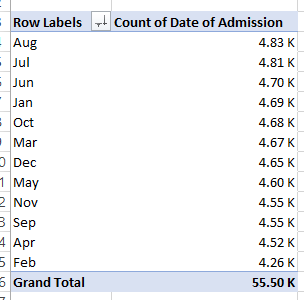 Row Labels Count of Date of Admission
Aug 4.83 K
Jul 4.81 K
Jun 4.70 K
Jan 4.69 K
Oct 4.68 K
Mar 4.67 K
Dec 4.65 K
May 4.60 K
Nov 4.55 K
Sep 4.55 K
Apr 4.52 K
Feb 4.26 K
Grand Total 55.50 K